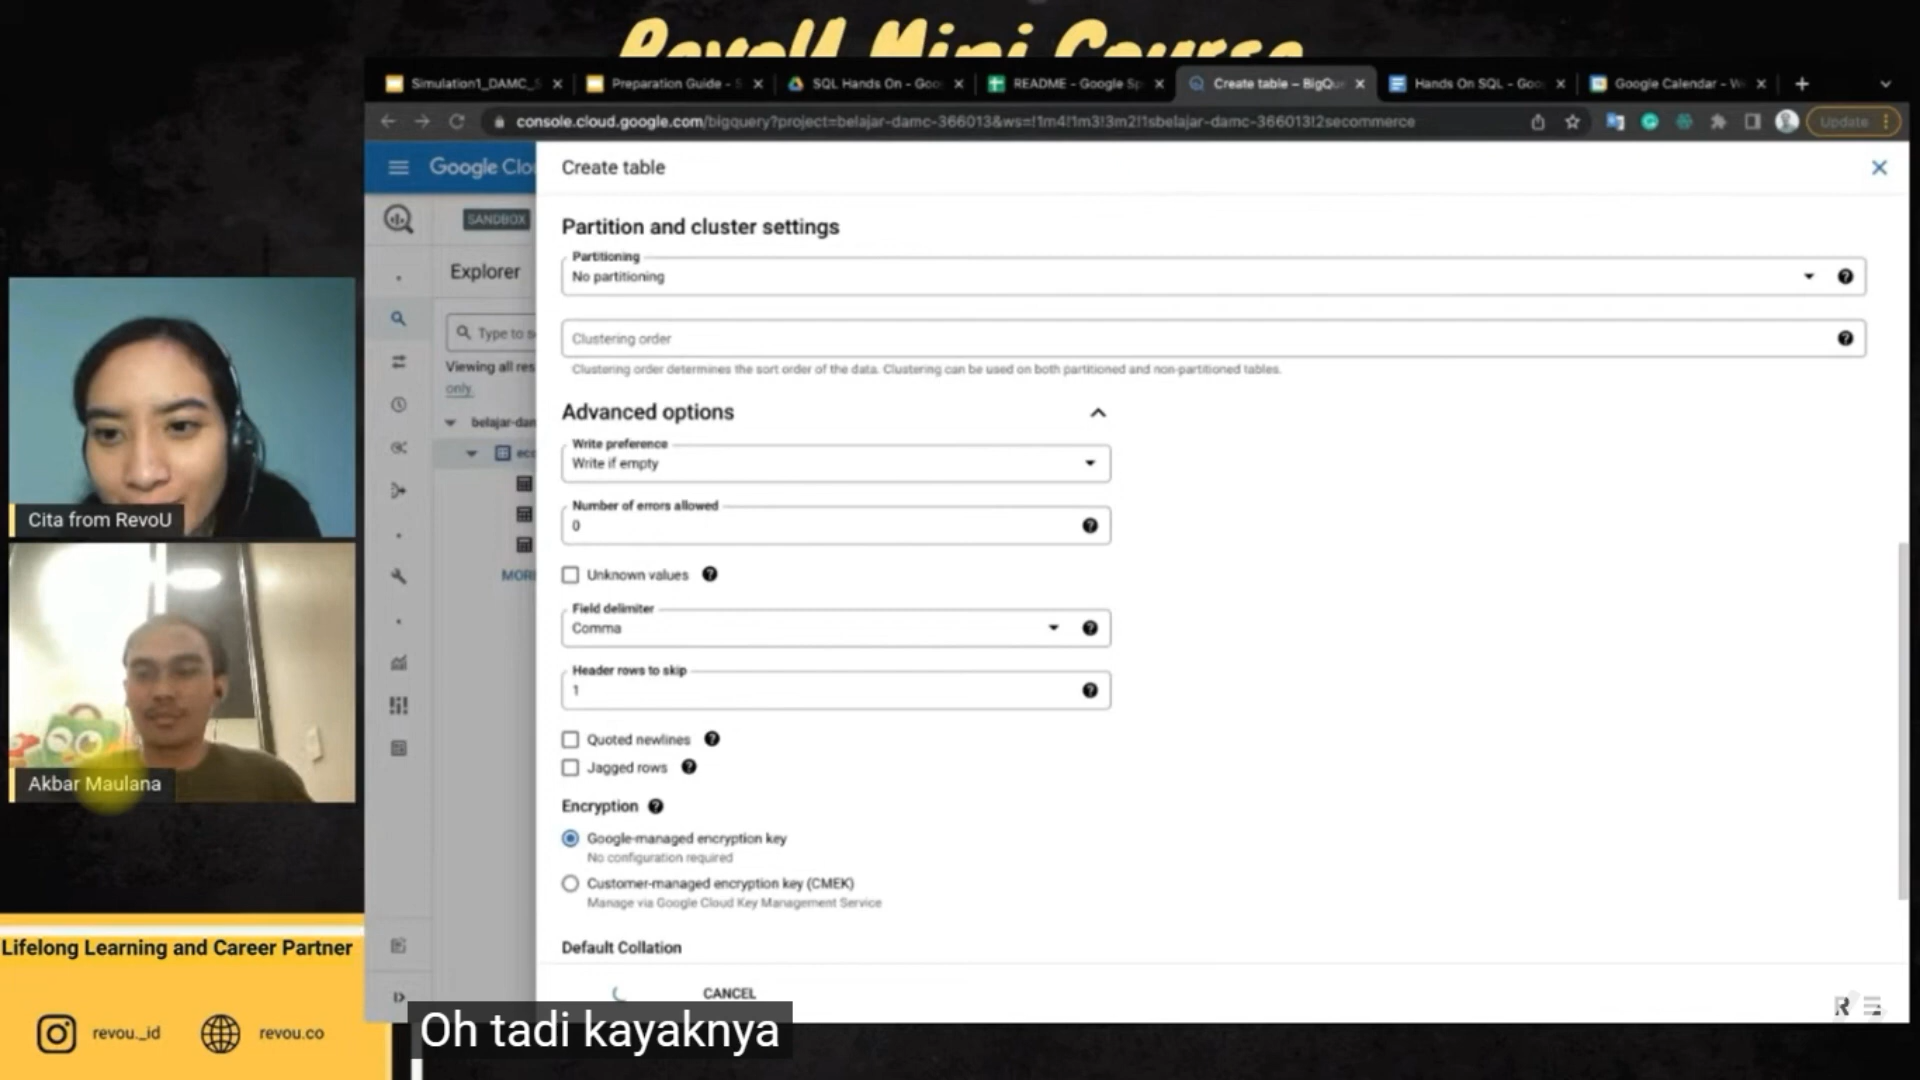 RevoU Mini Course
Simulation1_DAMC_S
Preparation Guide - S
SQL Hands On - Goo
README - Google Sp
Create table – BigQu
Hands On SQL - Goo
Google Calendar - W
console.cloud.google.com/bigquery?project=belajar-damc-366013&ws=!1m4!1m3!3m2!1sbelajar-damc-366013!2secommerce
Update
Google Clo
SANDBOX
Explorer
Type to s
Viewing all res
only.
belajar-dam
eco
MORE
Create table
Partition and cluster settings
Partitioning
No partitioning
Clustering order
Clustering order determines the sort order of the data. Clustering can be used on both partitioned and non-partitioned tables.
Advanced options
Write preference
Write if empty
Number of errors allowed
0
Unknown values
Field delimiter
Comma
Header rows to skip
1
Quoted newlines
Jagged rows
Encryption
Google-managed encryption key
No configuration required
Customer-managed encryption key (CMEK)
Manage via Google Cloud Key Management Service
Default Collation
CANCEL
Cita from RevoU
Akbar Maulana
Lifelong Learning and Career Partner
revou._id
revou.co
Oh tadi kayaknya